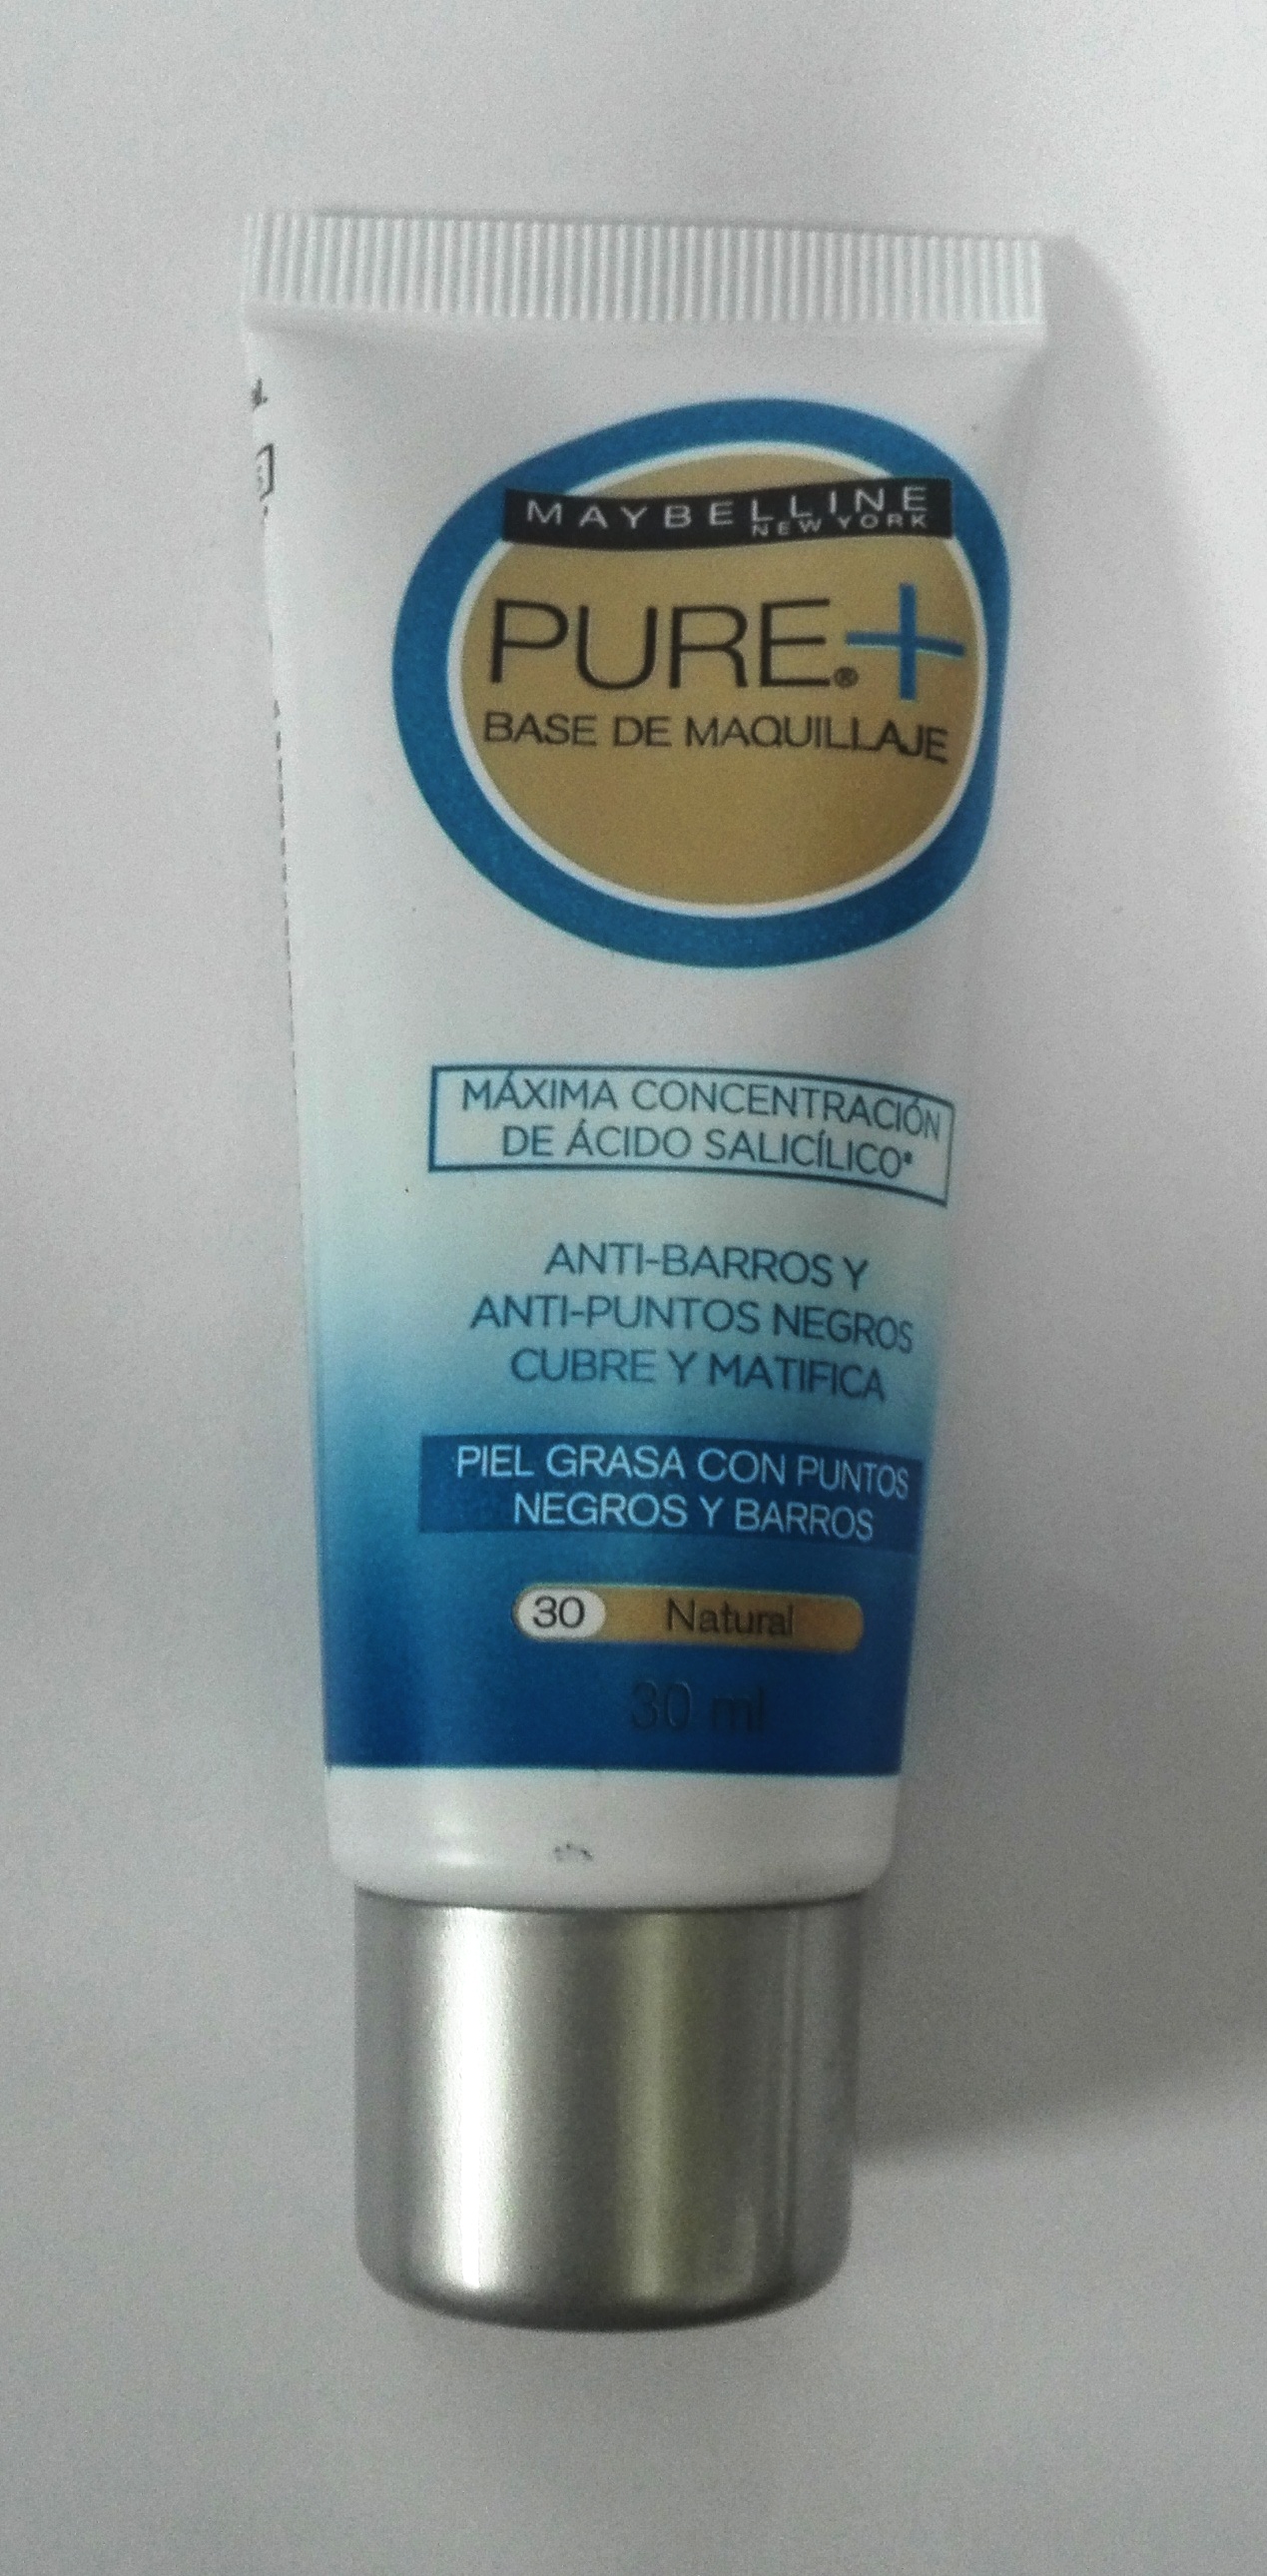 MAYBELLINE
NEW YORK
PURE®+
BASE DE MAQUILLAJE
MÁXIMA CONCENTRACIÓN
DE ÁCIDO SALICÍLICO*
ANTI-BARROS Y
ANTI-PUNTOS NEGROS
CUBRE Y MATIFICA
PIEL GRASA CON PUNTOS
NEGROS Y BARROS
30 Natural
30 ml